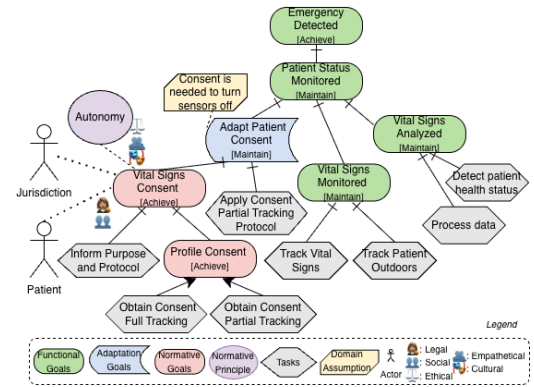 Emergency
Detected
[Achieve]
Patient Status
Monitored
[Maintain]
Consent is
needed to turn
sensors off
Autonomy
Adapt Patient
Consent
[Maintain]
Vital Signs
Analyzed
[Maintain]
Jurisdiction
Vital Signs
Consent
[Achieve]
Vital Signs
Monitored
[Maintain]
Detect patient
health status
Apply Consent
Partial Tracking
Protocol
Process data
Patient
Inform Purpose
and Protocol
Profile Consent
[Achieve]
Track Vital
Signs
Track Patient
Outdoors
Obtain Consent
Full Tracking
Obtain Consent
Partial Tracking
Legend
Functional
Goals
Adaptation
Goals
Normative
Goals
Normative
Principle
Tasks
Domain
Assumption
Actor
: Legal
: Social
: Ethical
: Empathetical
: Cultural